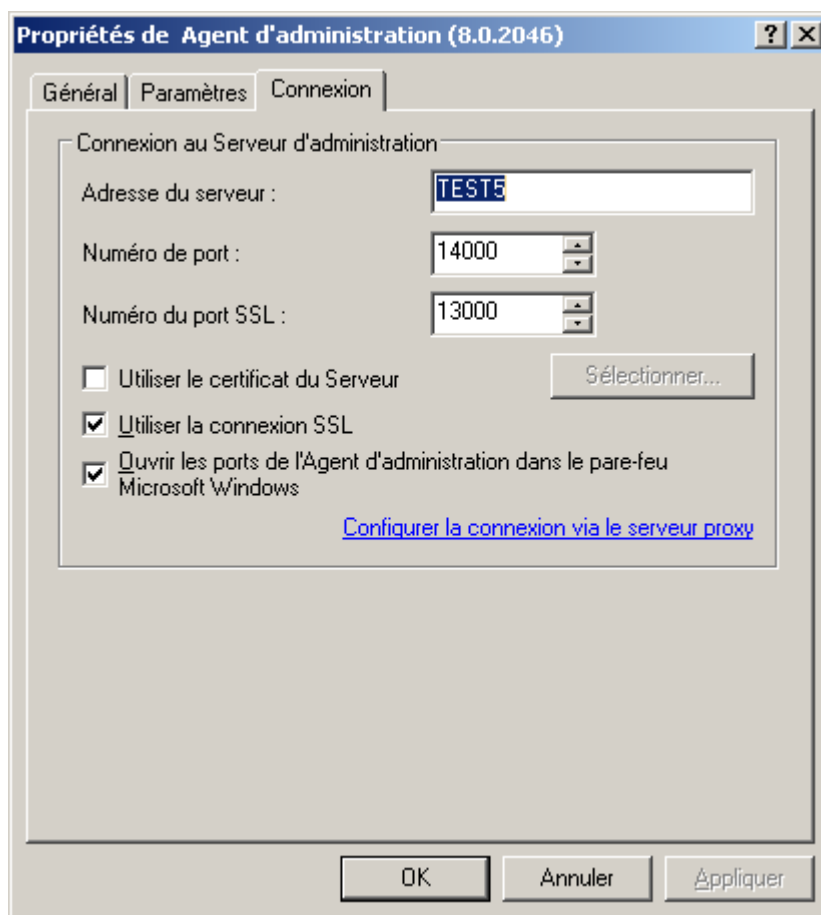 Propriétés de Agent d'administration (8.0.2046)
Général Paramètres Connexion
Connexion au Serveur d'administration
Adresse du serveur : TEST5
Numéro de port : 14000
Numéro du port SSL : 13000
Utiliser le certificat du Serveur Sélectionner...
Utiliser la connexion SSL
Ouvrir les ports de l'Agent d'administration dans le pare-feu
Microsoft Windows
Configurer la connexion via le serveur proxy
OK Annuler Appliquer